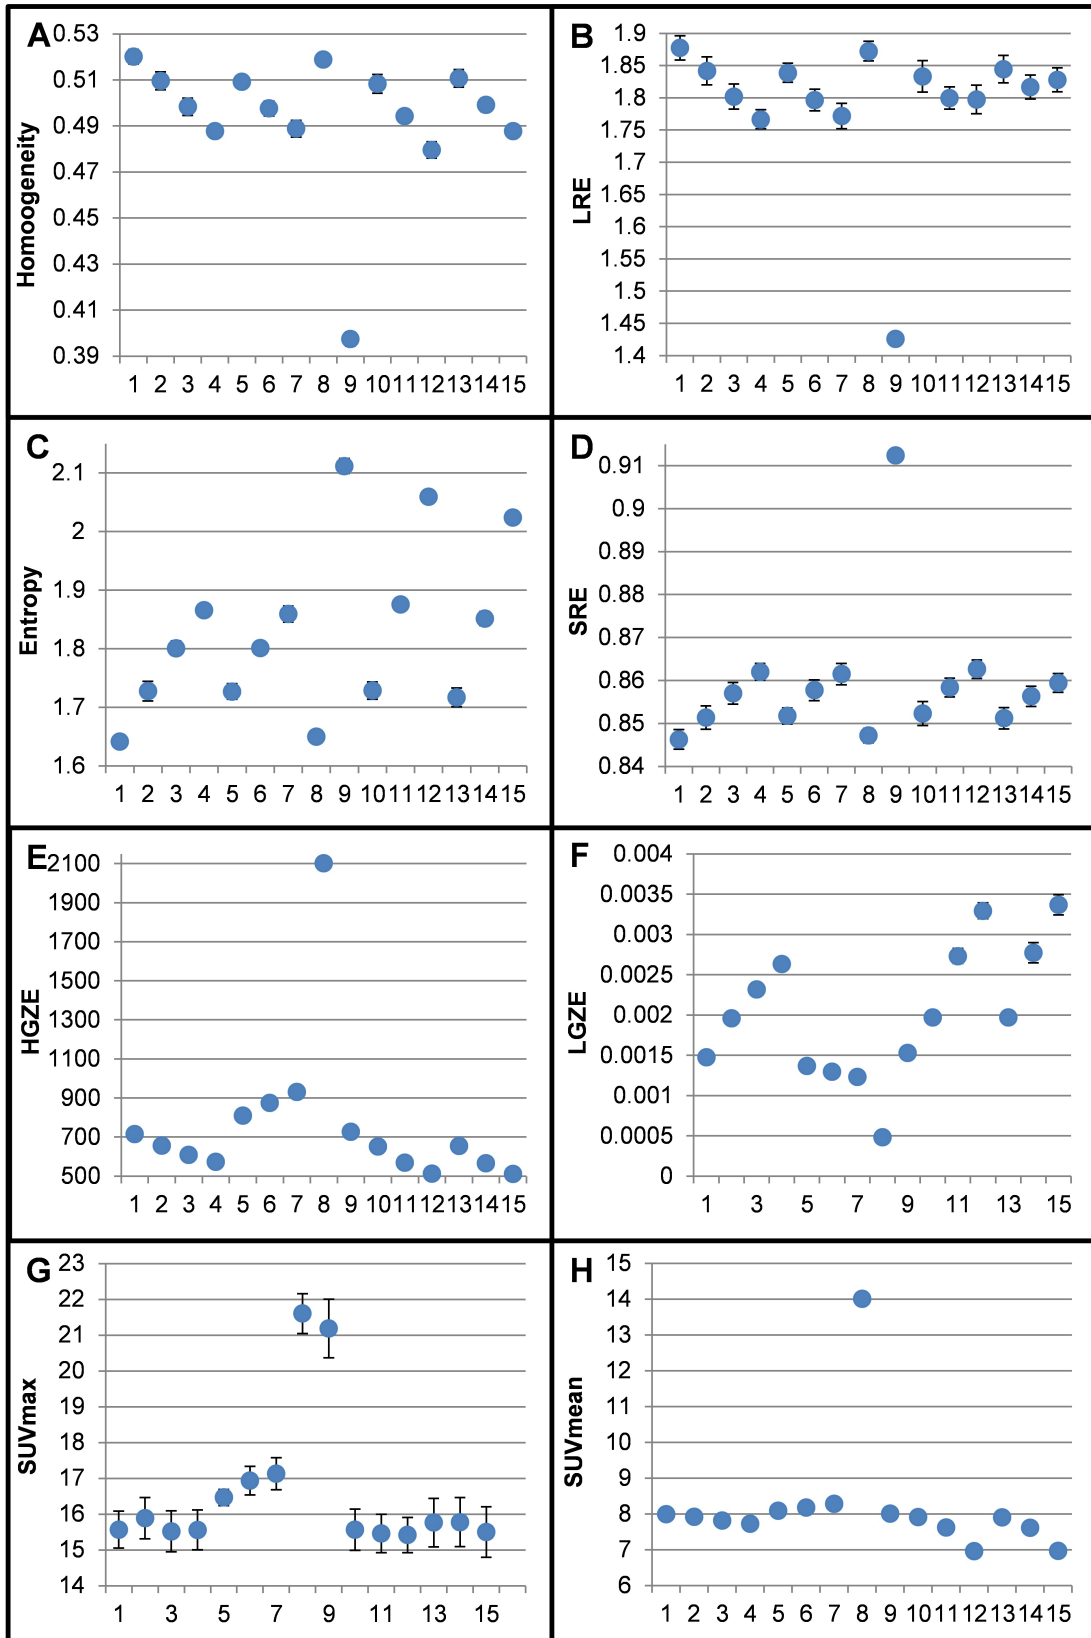 A
0.53
0.51
0.49
0.47
0.45
0.43
0.41
0.39
Homoogeneity
1 2 3 4 5 6 7 8 9 10 11 12 13 14 15
B
1.9
1.85
1.8
1.75
1.7
1.65
1.6
1.55
1.5
1.45
1.4
LRE
1 2 3 4 5 6 7 8 9 10 11 12 13 14 15
C
2.1
2
1.9
1.8
1.7
1.6
Entropy
1 2 3 4 5 6 7 8 9 10 11 12 13 15
D
0.91
0.9
0.89
0.88
0.87
0.86
0.85
0.84
SRE
1 2 3 4 5 6 7 8 9 10 11 12 13 14 15
E
2100
1900
1700
1500
1300
1100
900
700
500
HGZE
1 2 3 4 5 6 7 8 9 10 11 12 13 14 15
F
0.004
0.0035
0.003
0.0025
0.002
0.0015
0.001
0.0005
0
LGZE
1 3 5 7 9 11 13 15
G
23
22
21
20
19
18
17
16
15
14
SUVmax
1 3 5 7 9 11 13 15
H
15
14
13
12
11
10
9
8
7
6
SUVmean
1 2 3 4 5 6 7 8 9 10 11 12 13 14 15